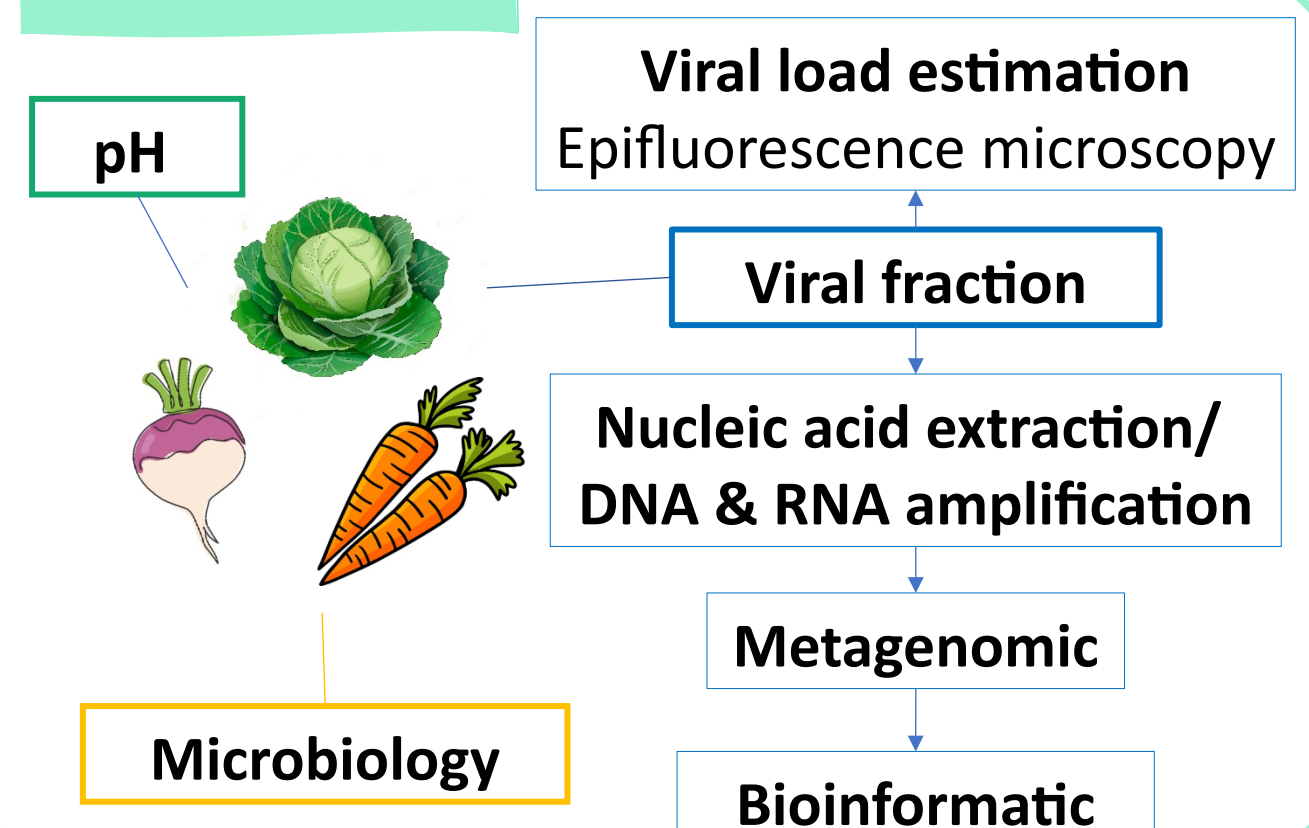 pH
Viral load estimation
Epifluorescence microscopy
Viral fraction
Nucleic acid extraction/
DNA & RNA amplification
Metagenomic
Microbiology
Bioinformatic